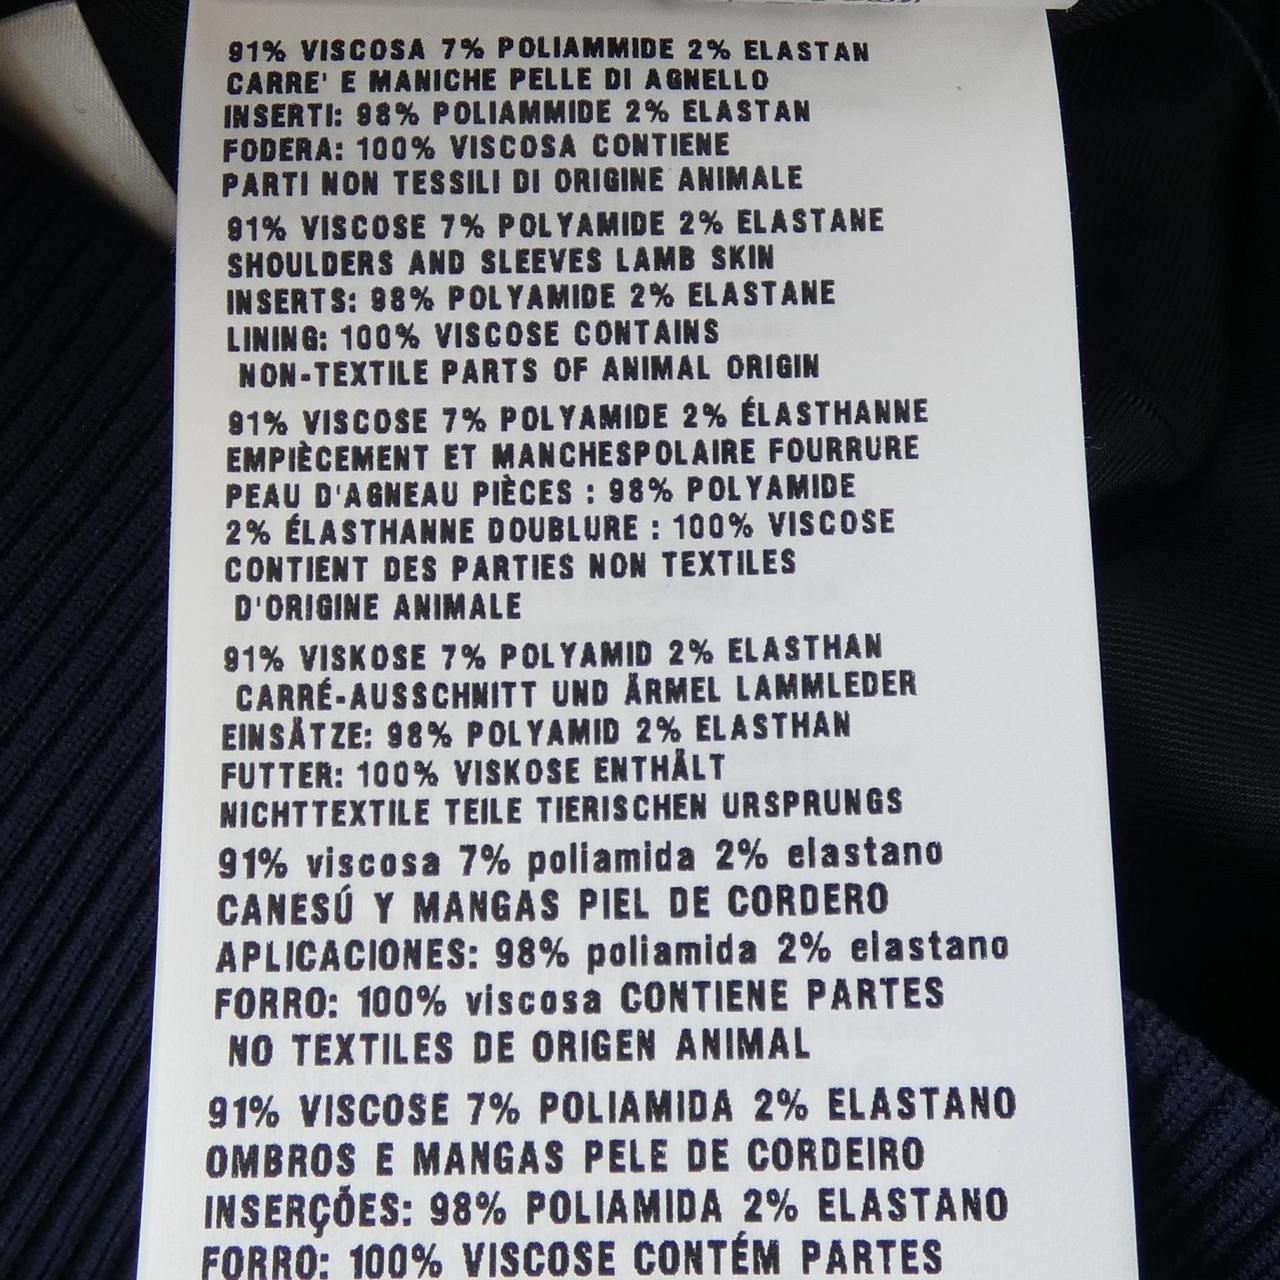 91% VISCOSA 7% POLIAMMIDE 2% ELASTAN
CARRE' E MANICHE PELLE DI AGNELLO
INSERTI: 98% POLIAMMIDE 2% ELASTAN
FODERA: 100% VISCOSA CONTIENE
PARTI NON TESSILI DI ORIGINE ANIMALE
91% VISCOSE 7% POLYAMIDE 2% ELASTANE
SHOULDERS AND SLEEVES LAMB SKIN
INSERTS: 98% POLYAMIDE 2% ELASTANE
LINING: 100% VISCOSE CONTAINS
NON-TEXTILE PARTS OF ANIMAL ORIGIN
91% VISCOSE 7% POLYAMIDE 2% ÉLASTHANNE
EMPIÈCEMENT ET MANCHESPOLAIRE FOURRURE
PEAU D'AGNEAU PIÈCES : 98% POLYAMIDE
2% ÉLASTHANNE DOUBLURE : 100% VISCOSE
CONTIENT DES PARTIES NON TEXTILES
D'ORIGINE ANIMALE
91% VISKOSE 7% POLYAMID 2% ELASTHAN
CARRÉ-AUSSCHNITT UND ÄRMEL LAMMLEDER
EINSÄTZE: 98% POLYAMID 2% ELASTHAN
FUTTER: 100% VISKOSE ENTHÄLT
NICHTTEXTILE TEILE TIERISCHEN URSPRUNGS
91% viscosa 7% poliamida 2% elastano
CANESÚ Y MANGAS PIEL DE CORDERO
APLICACIONES: 98% poliamida 2% elastano
FORRO: 100% viscosa CONTIENE PARTES
NO TEXTILES DE ORIGEN ANIMAL
91% VISCOSE 7% POLIAMIDA 2% ELASTANO
OMBROS E MANGAS PELE DE CORDEIRO
INSERÇÕES: 98% POLIAMIDA 2% ELASTANO
FORRO: 100% VISCOSE CONTÉM PARTES